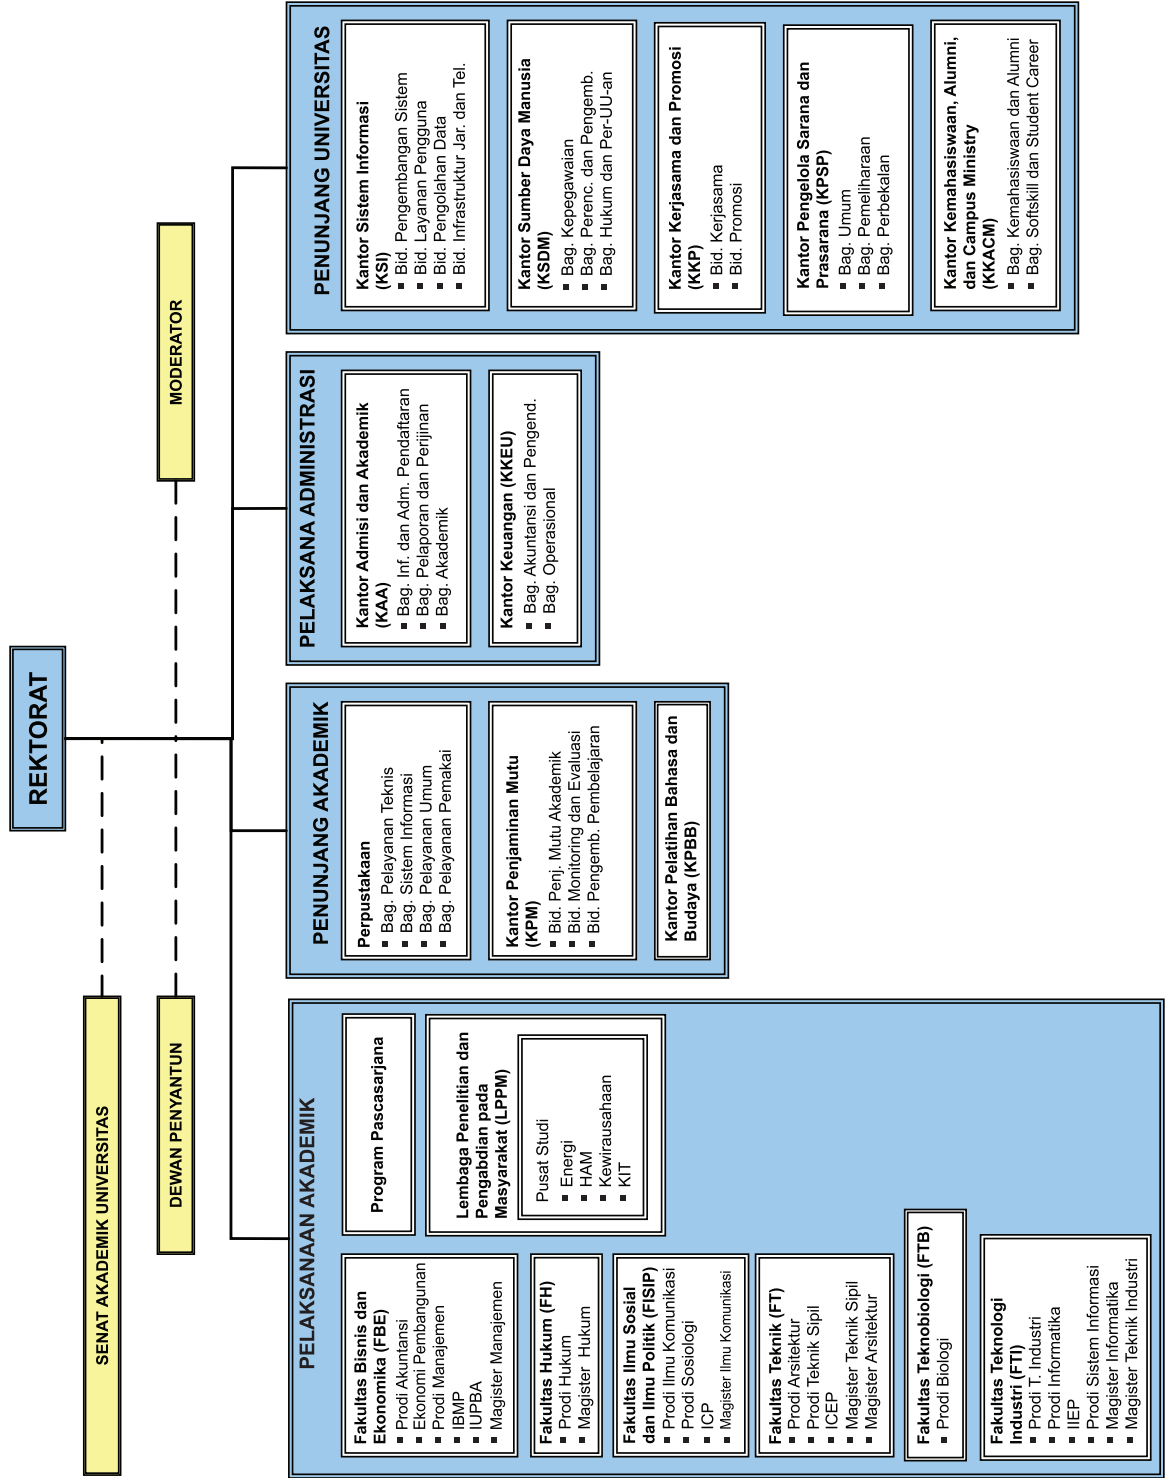 REKTORAT
SENAT AKADEMIK UNIVERSITAS
DEWAN PENYANTUN
MODERATOR
PELAKSANAAN AKADEMIK
Fakultas Bisnis dan
Ekonomika (FBE)
▪ Prodi Akuntansi
▪ Ekonomi Pembangunan
▪ Prodi Manajemen
▪ IBMP
▪ IUPBA
▪ Magister Manajemen
Fakultas Hukum (FH)
▪ Prodi Hukum
▪ Magister Hukum
Fakultas Ilmu Sosial
dan Ilmu Politik (FISIP)
▪ Prodi Ilmu Komunikasi
▪ Prodi Sosiologi
▪ ICP
▪ Magister Ilmu Komunikasi
Fakultas Teknik (FT)
▪ Prodi Arsitektur
▪ Prodi Teknik Sipil
▪ ICEP
▪ Magister Teknik Sipil
▪ Magister Arsitektur
Fakultas Teknobiologi (FTB)
▪ Prodi Biologi
Fakultas Teknologi
Industri (FTI)
▪ Prodi T. Industri
▪ Prodi Informatika
▪ IIEP
▪ Prodi Sistem Informasi
▪ Magister Informatika
▪ Magister Teknik Industri
Program Pascasarjana
Lembaga Penelitian dan
Pengabdian pada
Masyarakat (LPPM)
Pusat Studi
▪ Energi
▪ HAM
▪ Kewirausahaan
▪ KIT
PENUNJANG AKADEMIK
Perpustakaan
▪ Bag. Pelayanan Teknis
▪ Bag. Sistem Informasi
▪ Bag. Pelayanan Umum
▪ Bag. Pelayanan Pemakai
Kantor Penjaminan Mutu
(KPM)
▪ Bid. Penj. Mutu Akademik
▪ Bid. Monitoring dan Evaluasi
▪ Bid. Pengemb. Pembelajaran
Kantor Pelatihan Bahasa dan
Budaya (KPBB)
PELAKSANA ADMINISTRASI
Kantor Admisi dan Akademik
(KAA)
▪ Bag. Inf. dan Adm. Pendaftaran
▪ Bag. Pelaporan dan Perijinan
▪ Bag. Akademik
Kantor Keuangan (KKEU)
▪ Bag. Akuntansi dan Pengend.
▪ Bag. Operasional
PENUNJANG UNIVERSITAS
Kantor Sistem Informasi
(KSI)
▪ Bid. Pengembangan Sistem
▪ Bid. Layanan Pengguna
▪ Bid. Pengolahan Data
▪ Bid. Infrastruktur Jar. dan Tel.
Kantor Sumber Daya Manusia
(KSDM)
▪ Bag. Kepegawaian
▪ Bag. Perenc. dan Pengemb.
▪ Bag. Hukum dan Per-UU-an
Kantor Kerjasama dan Promosi
(KKP)
▪ Bid. Kerjasama
▪ Bid. Promosi
Kantor Pengelola Sarana dan
Prasarana (KPSP)
▪ Bag. Umum
▪ Bag. Pemeliharaan
▪ Bag. Perbekalan
Kantor Kemahasiswaan, Alumni,
dan Campus Ministry
(KKACM)
▪ Bag. Kemahasiswaan dan Alumni
▪ Bag. Softskill dan Student Career